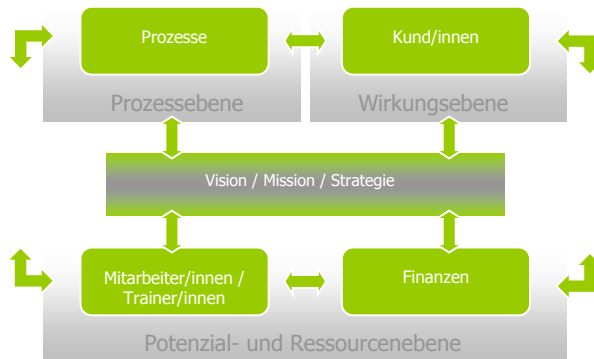 Prozesse
Kund/innen
Prozessebene
Wirkungsebene
Vision / Mission / Strategie
Mitarbeiter/innen /
Trainer/innen
Finanzen
Potenzial- und Ressourcenebene